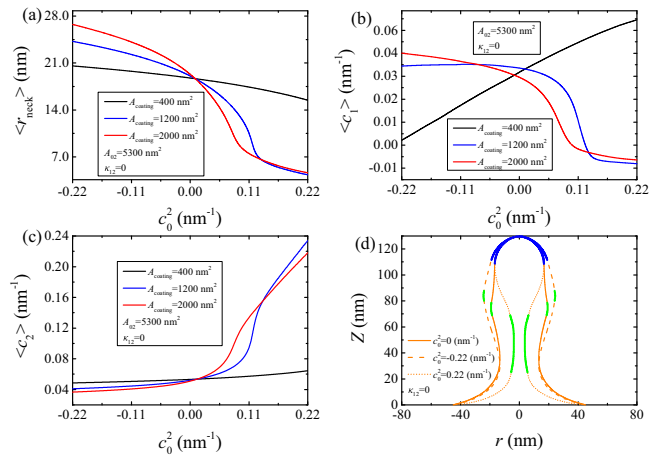 (a)
<r_neck> (nm)
28.0
21.0
14.0
7.0
A_coating=400 nm²
A_coating=1200 nm²
A_coating=2000 nm²
A_02=5300 nm²
κ_12=0
-0.22 -0.11 0.00 0.11 0.22
c_0^2 (nm⁻¹)
(b)
<c_1> (nm⁻¹)
0.06
0.05
0.04
0.03
0.01
0.00
-0.01
A_02=5300 nm²
κ_12=0
A_coating=400 nm²
A_coating=1200 nm²
A_coating=2000 nm²
-0.22 -0.11 0.00 0.11 0.22
c_0^2 (nm⁻¹)
(c)
<c_2> (nm⁻¹)
0.24
0.20
0.16
0.12
0.08
0.04
A_coating=400 nm²
A_coating=1200 nm²
A_coating=2000 nm²
A_02=5300 nm²
κ_12=0
-0.22 -0.11 0.00 0.11 0.22
c_0^2 (nm⁻¹)
(d)
Z (nm)
130
120
110
100
90
80
70
60
50
40
30
20
10
0
c_0^2=0 (nm⁻¹)
c_0^2=-0.22 (nm⁻¹)
c_0^2=0.22 (nm⁻¹)
κ_12=0
-80 -40 0 40 80
r (nm)